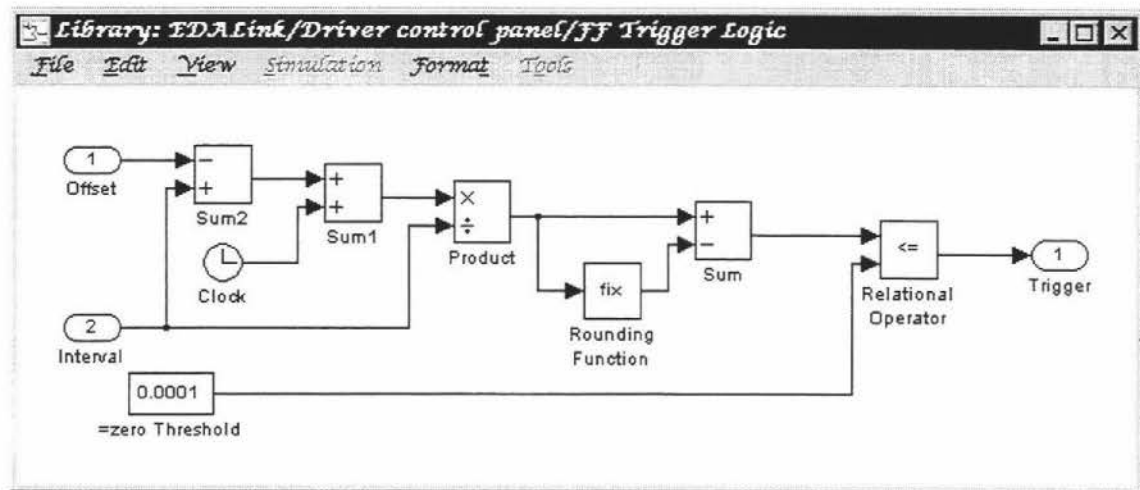 Library: EDALink/Driver control panel/FF Trigger Logic
File Edit View Simulation Format Tools
1
Offset
−
+
Sum2
+
+
Sum1
Clock
×
÷
Product
+
−
Sum
fix
Rounding
Function
<=
Relational
Operator
1
Trigger
2
Interval
0.0001
=zero Threshold